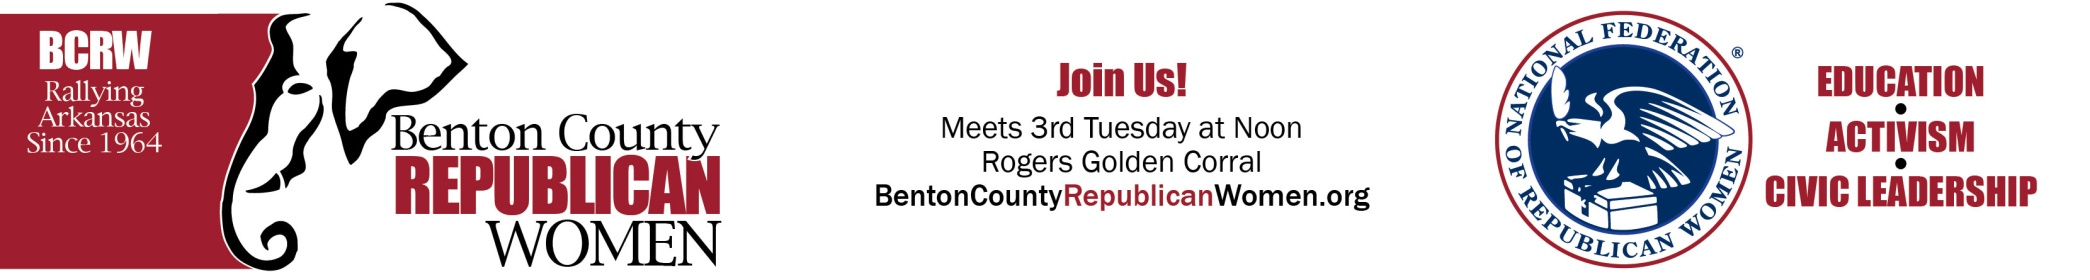 BCRW
Rallying
Arkansas
Since 1964
Benton County
REPUBLICAN
WOMEN
Join Us!
Meets 3rd Tuesday at Noon
Rogers Golden Corral
BentonCountyRepublicanWomen.org
NATIONAL FEDERATION
OF REPUBLICAN WOMEN
®
EDUCATION
•
ACTIVISM
•
CIVIC LEADERSHIP